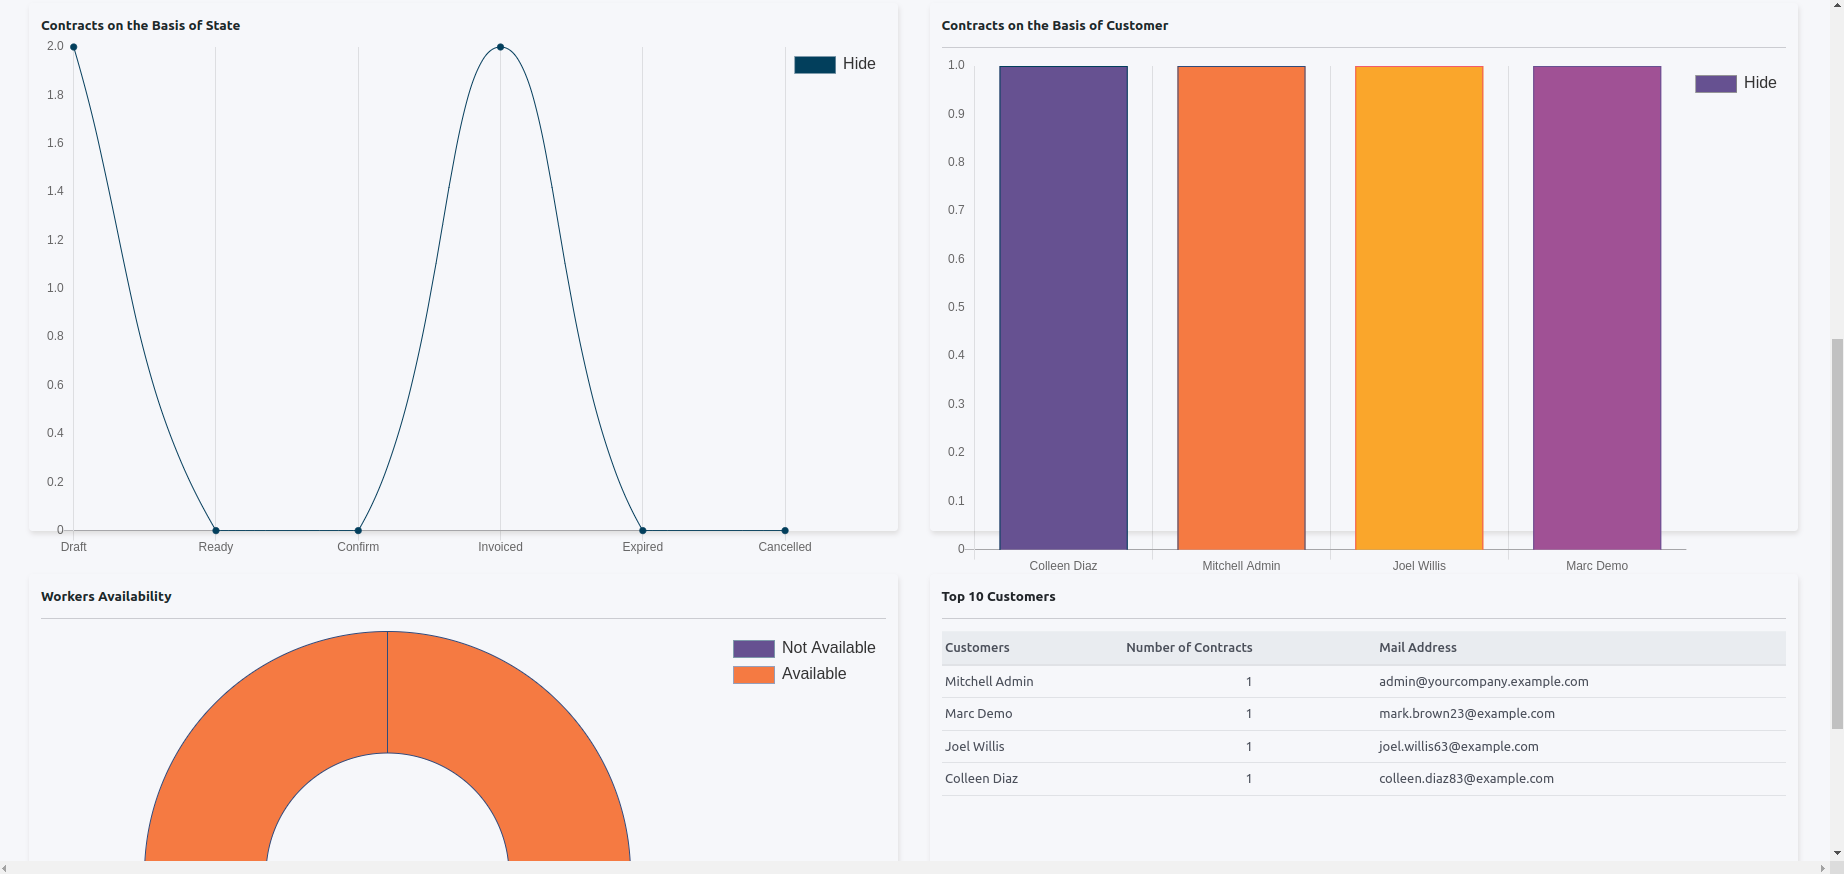 Contracts on the Basis of State
2.0
1.8
1.6
1.4
1.2
1.0
0.8
0.6
0.4
0.2
0
Draft Ready Confirm Invoiced Expired Cancelled
Hide
Contracts on the Basis of Customer
1.0
0.9
0.8
0.7
0.6
0.5
0.4
0.3
0.2
0.1
0
Colleen Diaz Mitchell Admin Joel Willis Marc Demo
Hide
Workers Availability
Not Available
Available
Top 10 Customers
Customers Number of Contracts Mail Address
Mitchell Admin 1 admin@yourcompany.example.com
Marc Demo 1 mark.brown23@example.com
Joel Willis 1 joel.willis63@example.com
Colleen Diaz 1 colleen.diaz83@example.com